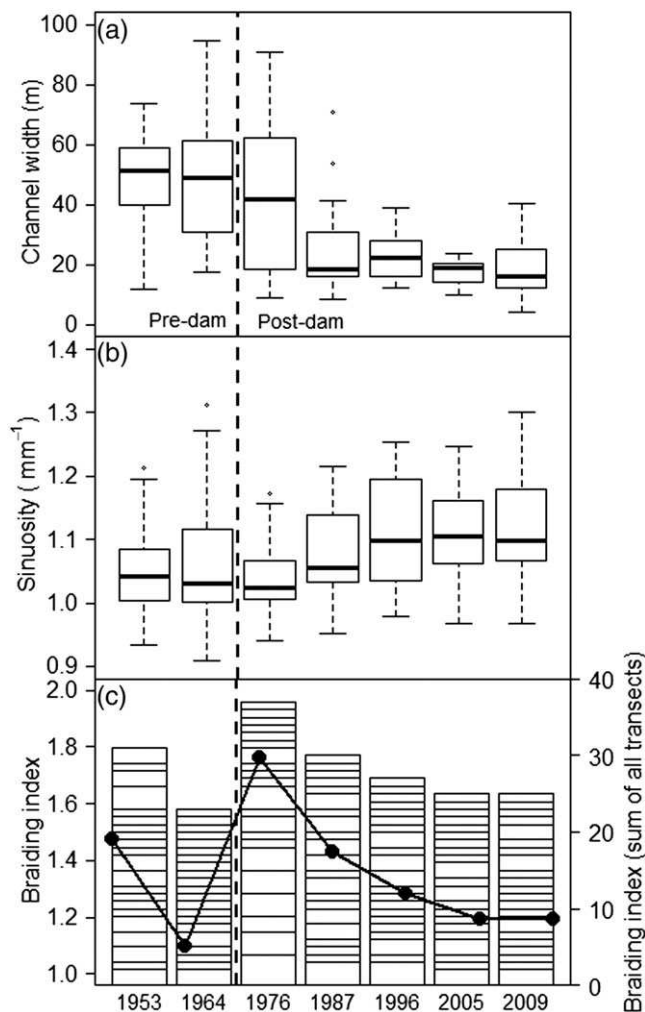 (a)
Channel width (m)
100
80
60
40
20
0
Pre-dam
Post-dam
(b)
Sinuosity ( mm⁻¹)
1.4
1.3
1.2
1.1
1.0
0.9
(c)
Braiding index
2.0
1.8
1.6
1.4
1.2
1.0
Braiding index (sum of all transects)
40
30
20
10
0
1953 1964 1976 1987 1996 2005 2009